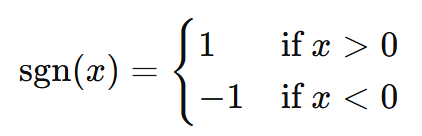 sgn(x) = { 1 if x > 0
−1 if x < 0